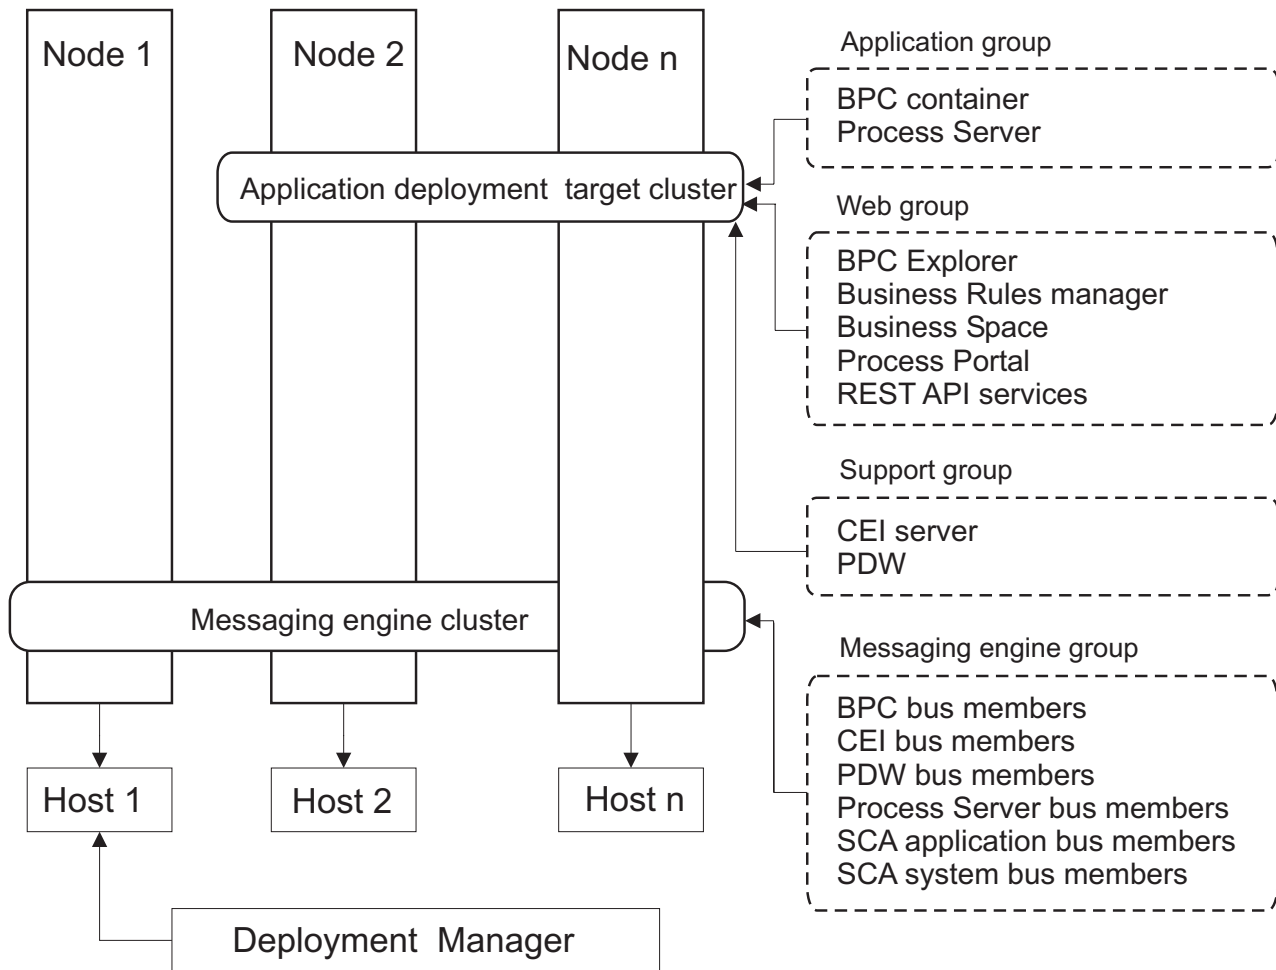 Node 1
Node 2
Node n
Application deployment target cluster
Messaging engine cluster
Host 1
Host 2
Host n
Deployment Manager
Application group
BPC container
Process Server
Web group
BPC Explorer
Business Rules manager
Business Space
Process Portal
REST API services
Support group
CEI server
PDW
Messaging engine group
BPC bus members
CEI bus members
PDW bus members
Process Server bus members
SCA application bus members
SCA system bus members